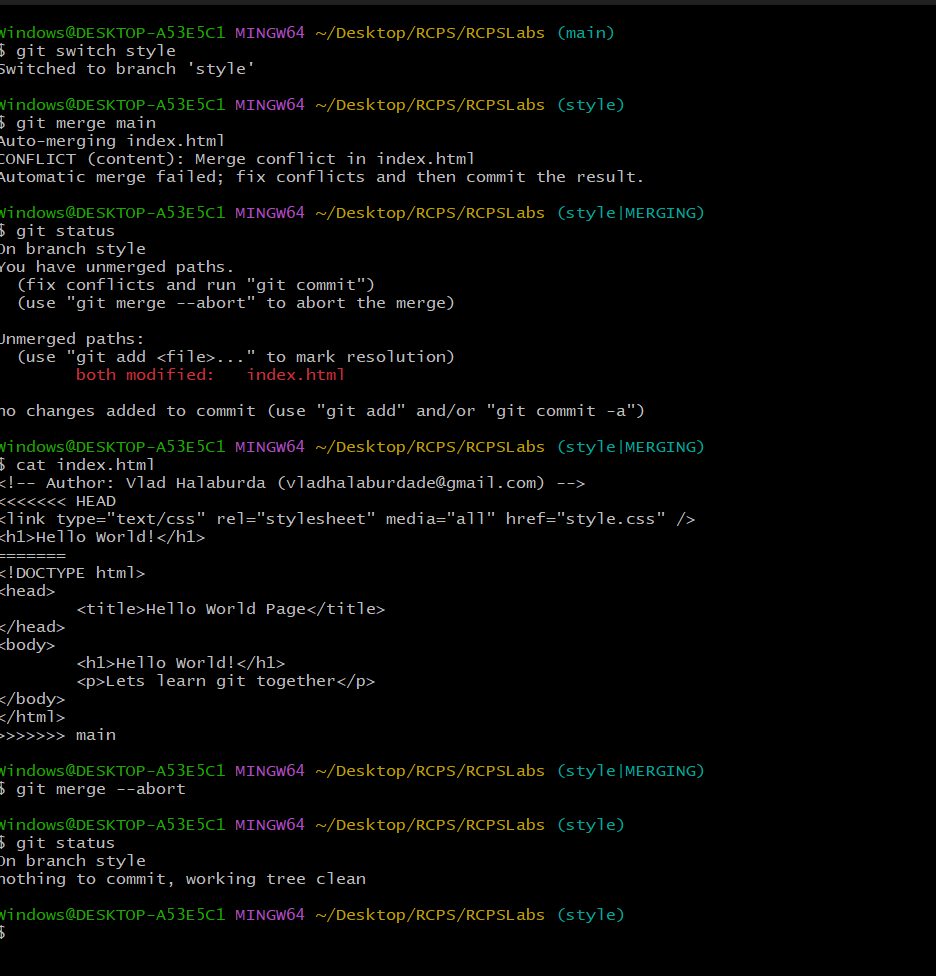 Windows@DESKTOP-A53E5C1 MINGW64 ~/Desktop/RCPS/RCPSLabs (main)
$ git switch style
Switched to branch 'style'
Windows@DESKTOP-A53E5C1 MINGW64 ~/Desktop/RCPS/RCPSLabs (style)
$ git merge main
Auto-merging index.html
CONFLICT (content): Merge conflict in index.html
Automatic merge failed; fix conflicts and then commit the result.
Windows@DESKTOP-A53E5C1 MINGW64 ~/Desktop/RCPS/RCPSLabs (style|MERGING)
$ git status
On branch style
You have unmerged paths.
  (fix conflicts and run "git commit")
  (use "git merge --abort" to abort the merge)
Unmerged paths:
  (use "git add <file>..." to mark resolution)
        both modified:   index.html
no changes added to commit (use "git add" and/or "git commit -a")
Windows@DESKTOP-A53E5C1 MINGW64 ~/Desktop/RCPS/RCPSLabs (style|MERGING)
$ cat index.html
<!-- Author: Vlad Halaburda (vladhalaburdade@gmail.com) -->
<<<<<<< HEAD
<link type="text/css" rel="stylesheet" media="all" href="style.css" />
<h1>Hello World!</h1>
=======
<!DOCTYPE html>
<head>
        <title>Hello World Page</title>
</head>
<body>
        <h1>Hello World!</h1>
        <p>Lets learn git together</p>
</body>
</html>
>>>>>>> main
Windows@DESKTOP-A53E5C1 MINGW64 ~/Desktop/RCPS/RCPSLabs (style|MERGING)
$ git merge --abort
Windows@DESKTOP-A53E5C1 MINGW64 ~/Desktop/RCPS/RCPSLabs (style)
$ git status
On branch style
nothing to commit, working tree clean
Windows@DESKTOP-A53E5C1 MINGW64 ~/Desktop/RCPS/RCPSLabs (style)
$